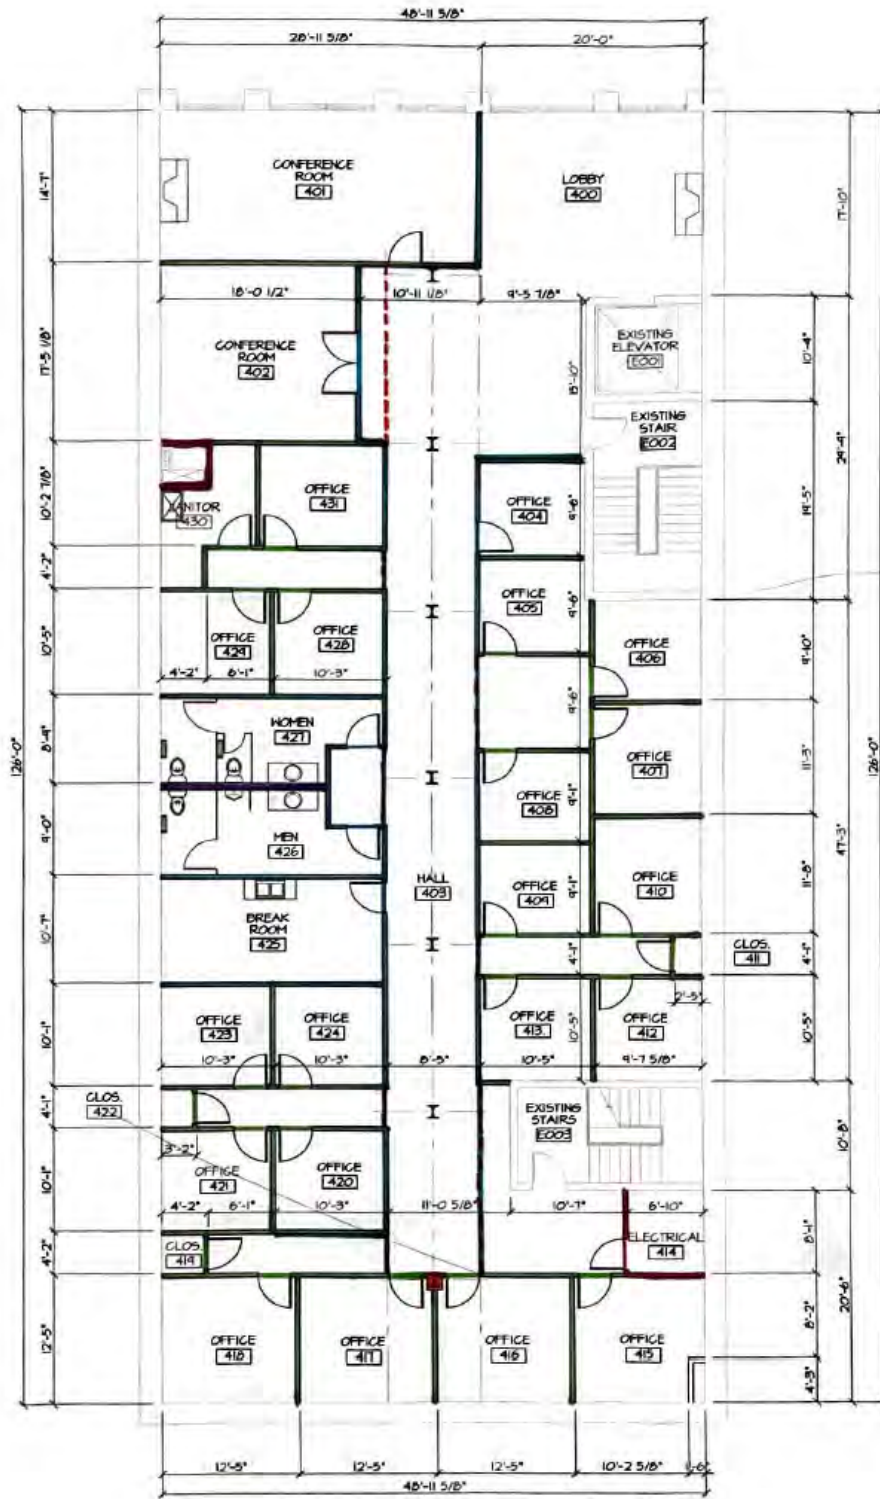 48'-11 5/8"
28'-11 5/8"
20'-0"
14'-7"
CONFERENCE
ROOM
401
LOBBY
400
17'-10"
18'-0 1/2"
10'-11 1/8"
9'-5 7/8"
17'-5 1/8"
CONFERENCE
ROOM
402
15'-10"
EXISTING
ELEVATOR
E001
10'-4"
EXISTING
STAIR
E002
29'-4"
19'-5"
10'-2 7/8"
JANITOR
430
OFFICE
431
OFFICE
404
9'-6"
4'-2"
OFFICE
405
9'-6"
10'-5"
OFFICE
429
OFFICE
428
OFFICE
406
9'-10"
4'-2"
6'-1"
10'-3"
9'-6"
8'-4"
WOMEN
427
OFFICE
407
11'-3"
126'-0"
126'-0"
OFFICE
408
9'-1"
9'-0"
MEN
426
47'-3"
HALL
403
OFFICE
409
9'-1"
OFFICE
410
11'-8"
10'-7"
BREAK
ROOM
425
4'-1"
CLOS.
411
4'-1"
2'-5"
10'-1"
OFFICE
423
OFFICE
424
OFFICE
413
OFFICE
412
10'-5"
10'-5"
10'-3"
10'-3"
8'-5"
10'-5"
9'-7 5/8"
CLOS.
422
4'-1"
EXISTING
STAIRS
E003
10'-8"
3'-2"
10'-1"
OFFICE
421
OFFICE
420
4'-2"
6'-1"
10'-3"
11'-0 5/8"
10'-7"
6'-10"
4'-2"
CLOS.
419
ELECTRICAL
414
8'-1"
20'-6"
12'-5"
OFFICE
418
OFFICE
417
OFFICE
416
OFFICE
415
8'-2"
4'-3"
12'-5"
12'-5"
12'-5"
10'-2 5/8"
48'-11 5/8"